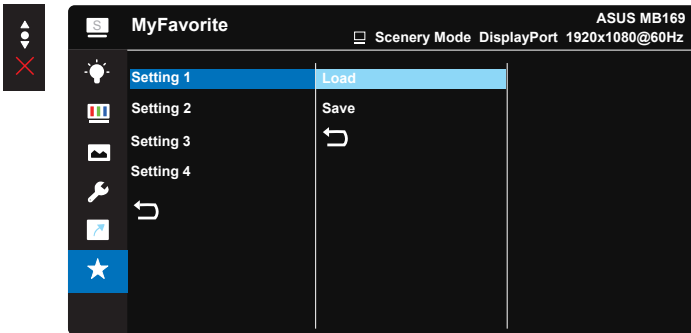 S
MyFavorite
ASUS MB169
Scenery Mode DisplayPort 1920x1080@60Hz
Setting 1
Load
Setting 2
Save
Setting 3
Setting 4